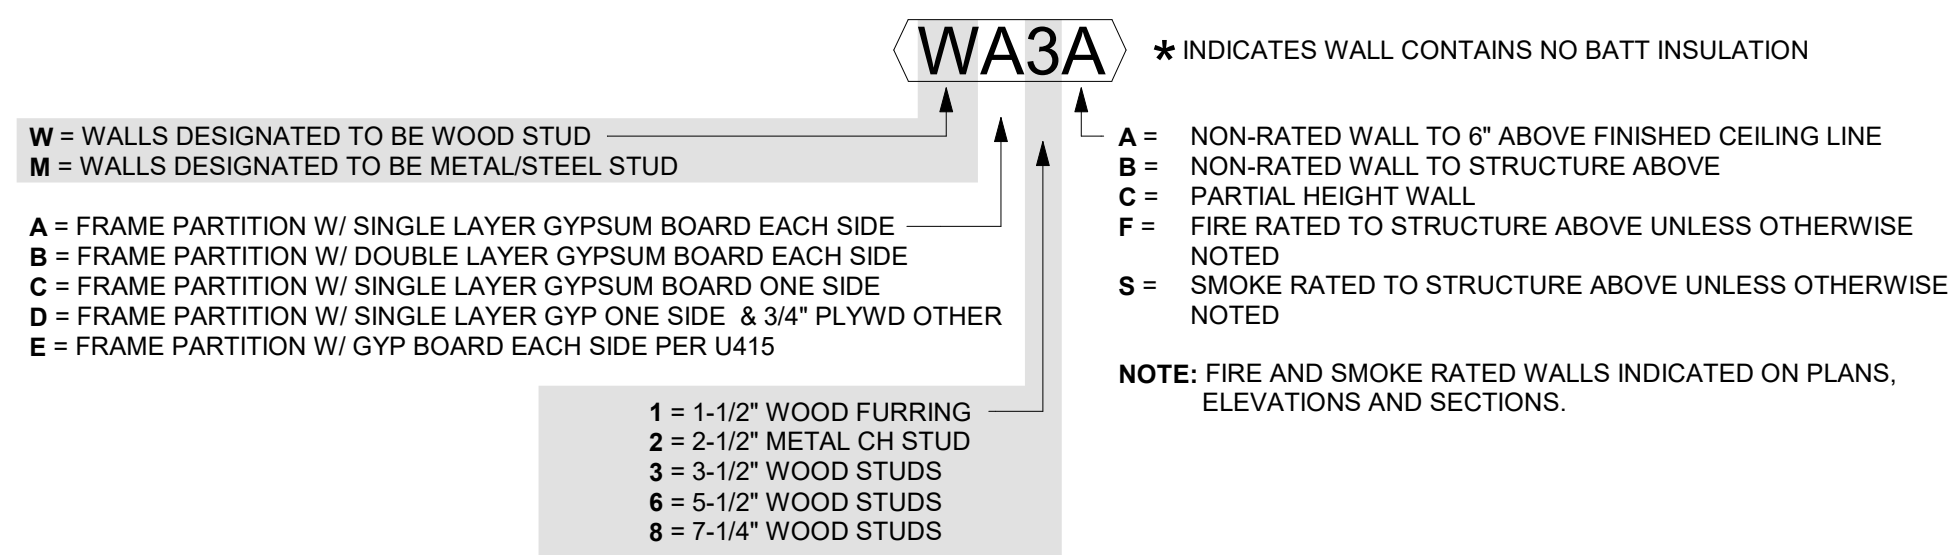 WA3A
* INDICATES WALL CONTAINS NO BATT INSULATION
W = WALLS DESIGNATED TO BE WOOD STUD
M = WALLS DESIGNATED TO BE METAL/STEEL STUD
A = FRAME PARTITION W/ SINGLE LAYER GYPSUM BOARD EACH SIDE
B = FRAME PARTITION W/ DOUBLE LAYER GYPSUM BOARD EACH SIDE
C = FRAME PARTITION W/ SINGLE LAYER GYPSUM BOARD ONE SIDE
D = FRAME PARTITION W/ SINGLE LAYER GYP ONE SIDE & 3/4" PLYWD OTHER
E = FRAME PARTITION W/ GYP BOARD EACH SIDE PER U415
1 = 1-1/2" WOOD FURRING
2 = 2-1/2" METAL CH STUD
3 = 3-1/2" WOOD STUDS
6 = 5-1/2" WOOD STUDS
8 = 7-1/4" WOOD STUDS
A = NON-RATED WALL TO 6" ABOVE FINISHED CEILING LINE
B = NON-RATED WALL TO STRUCTURE ABOVE
C = PARTIAL HEIGHT WALL
F = FIRE RATED TO STRUCTURE ABOVE UNLESS OTHERWISE
NOTED
S = SMOKE RATED TO STRUCTURE ABOVE UNLESS OTHERWISE
NOTED
NOTE: FIRE AND SMOKE RATED WALLS INDICATED ON PLANS,
ELEVATIONS AND SECTIONS.